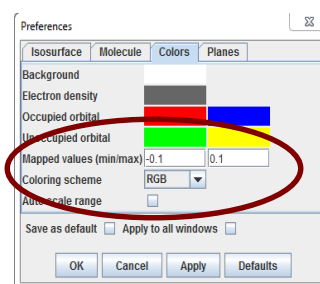 Preferences
Isosurface Molecule Colors Planes
Background
Electron density
Occupied orbital
Unoccupied orbital
Mapped values (min/max) -0.1 0.1
Coloring scheme RGB
Auto scale range
Save as default Apply to all windows
OK Cancel Apply Defaults